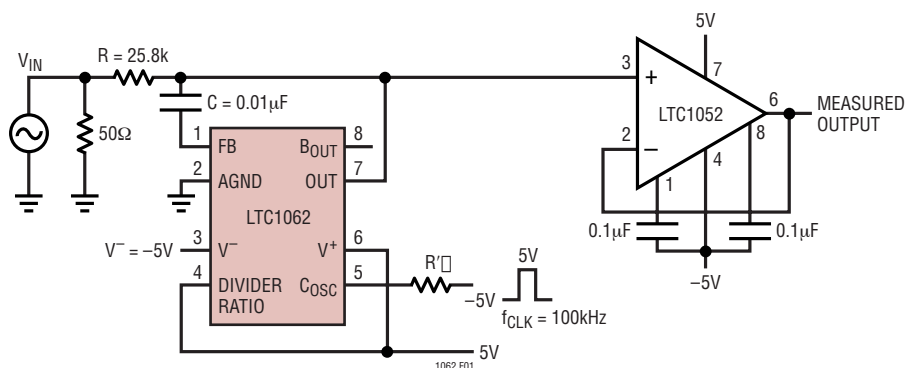 5V
V_IN
R = 25.8k
C = 0.01µF
50Ω
3
+
7
LTC1052
6
MEASURED
OUTPUT
2
–
8
4
1
0.1µF
0.1µF
–5V
1
FB
B_OUT
8
2
AGND
OUT
7
LTC1062
V⁻ = –5V
3
V⁻
V⁺
6
4
DIVIDER
RATIO
C_OSC
5
R'□
5V
–5V
f_CLK = 100kHz
5V
1062 F01